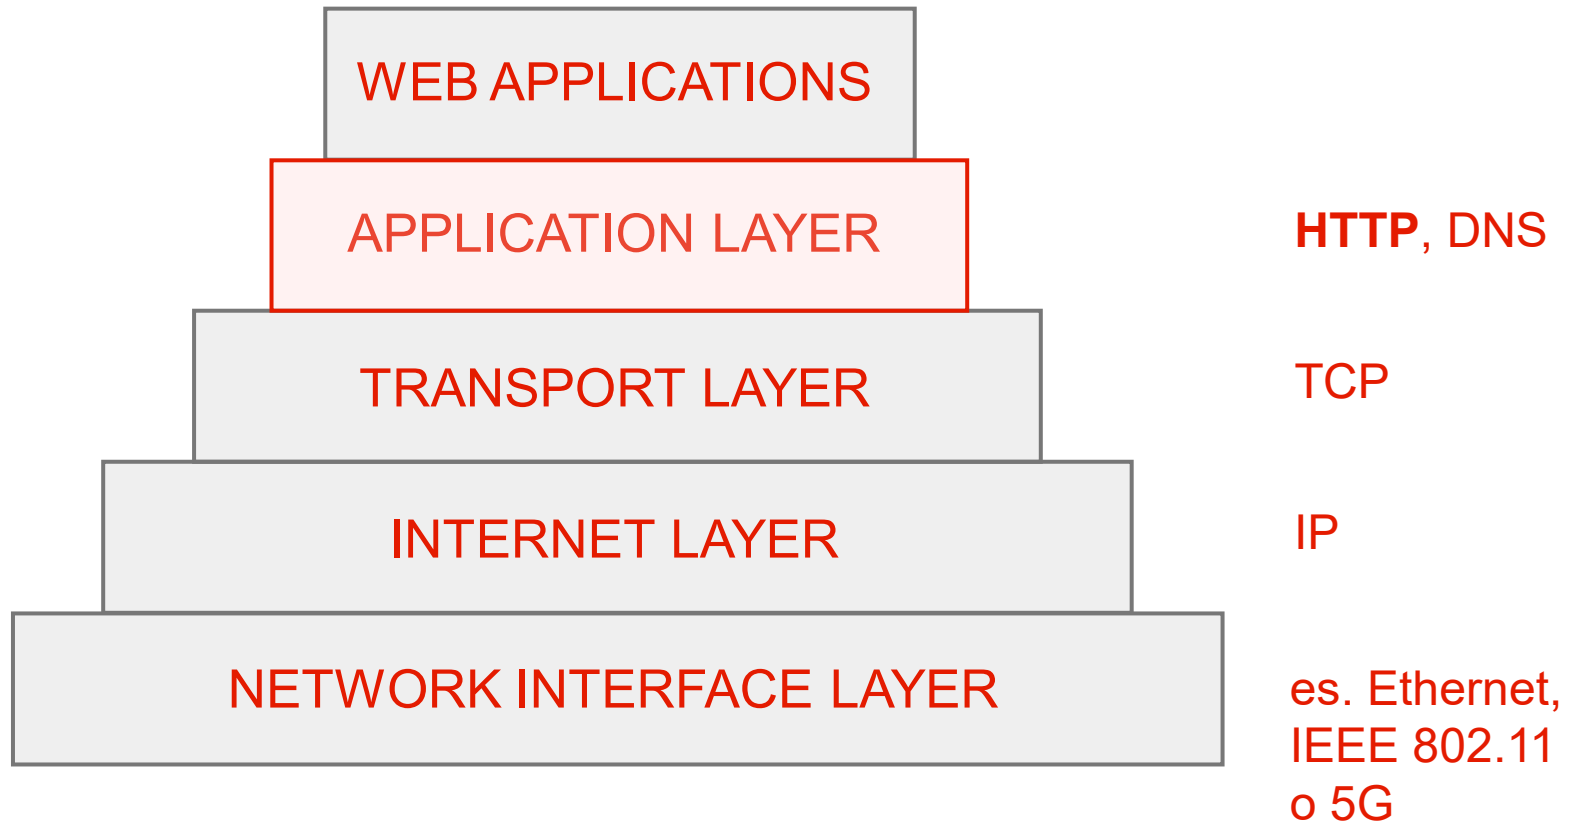 WEB APPLICATIONS
APPLICATION LAYER
HTTP, DNS
TRANSPORT LAYER
TCP
INTERNET LAYER
IP
NETWORK INTERFACE LAYER
es. Ethernet,
IEEE 802.11
o 5G